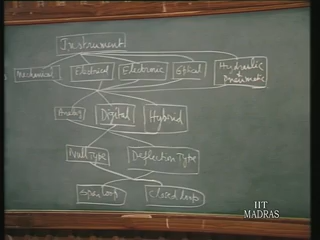 Instrument
Mechanical Electrical Electronic Optical Hydraulic + Pneumatic
Analog Digital Hybrid
Null Type Deflection Type
Open loop Closed loop
IIT
MADRAS